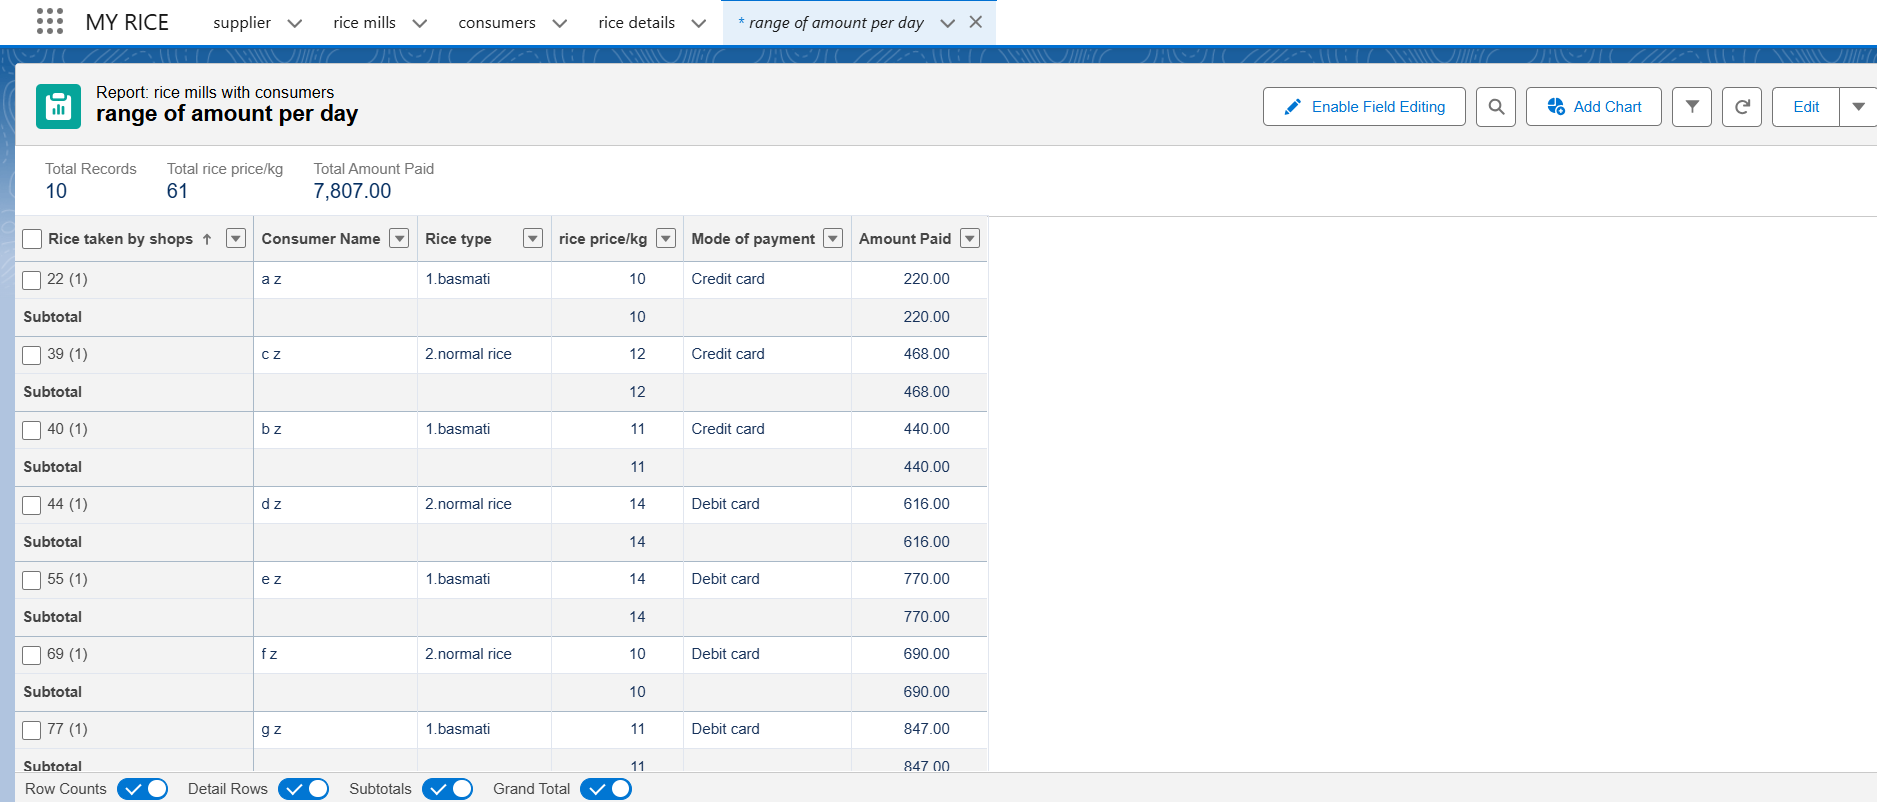 MY RICE supplier rice mills consumers rice details * range of amount per day
Report: rice mills with consumers
range of amount per day
Enable Field Editing Add Chart Edit
Total Records Total rice price/kg Total Amount Paid
10 61 7,807.00
Rice taken by shops ↑ Consumer Name Rice type rice price/kg Mode of payment Amount Paid
22 (1) a z 1.basmati 10 Credit card 220.00
Subtotal 10 220.00
39 (1) c z 2.normal rice 12 Credit card 468.00
Subtotal 12 468.00
40 (1) b z 1.basmati 11 Credit card 440.00
Subtotal 11 440.00
44 (1) d z 2.normal rice 14 Debit card 616.00
Subtotal 14 616.00
55 (1) e z 1.basmati 14 Debit card 770.00
Subtotal 14 770.00
69 (1) f z 2.normal rice 10 Debit card 690.00
Subtotal 10 690.00
77 (1) g z 1.basmati 11 Debit card 847.00
Subtotal 11 847.00
Row Counts Detail Rows Subtotals Grand Total